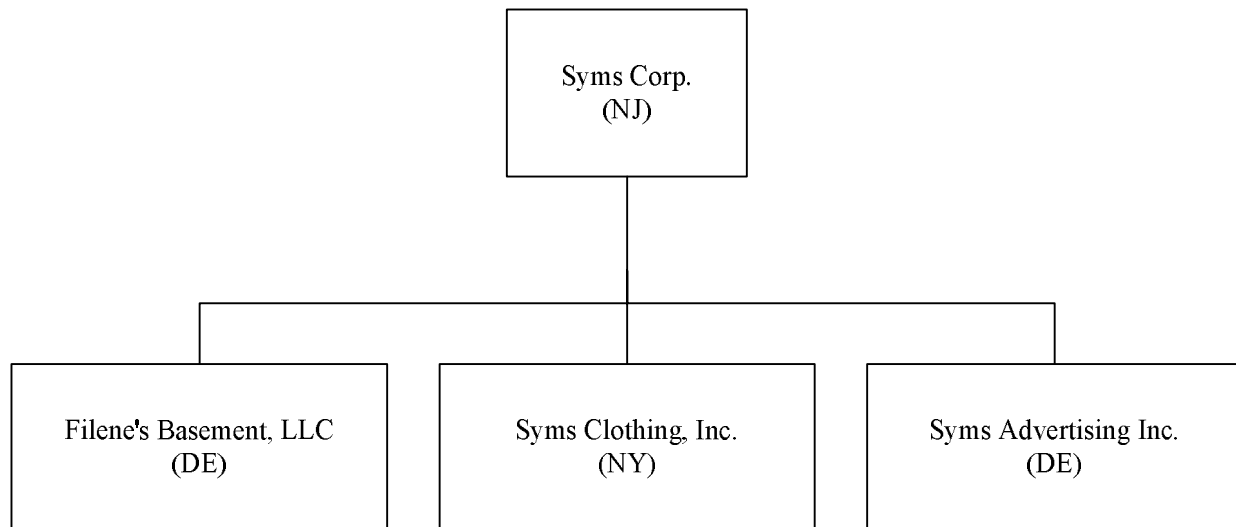 Syms Corp.
(NJ)
Filene's Basement, LLC
(DE)
Syms Clothing, Inc.
(NY)
Syms Advertising Inc.
(DE)